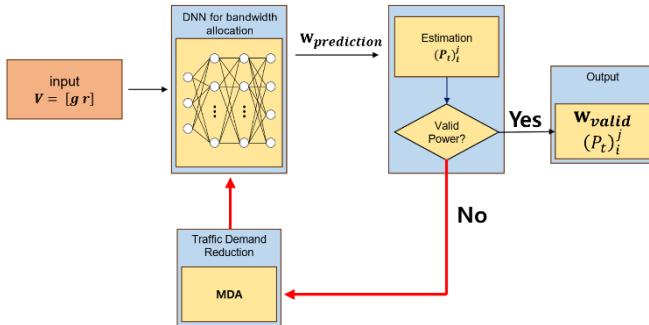 DNN for bandwidth
allocation
⋮ ⋮
input
V = [g r]
w_prediction
Estimation
(P_t)_i^j
Valid
Power?
Yes
No
Output
w_valid
(P_t)_i^j
Traffic Demand
Reduction
MDA